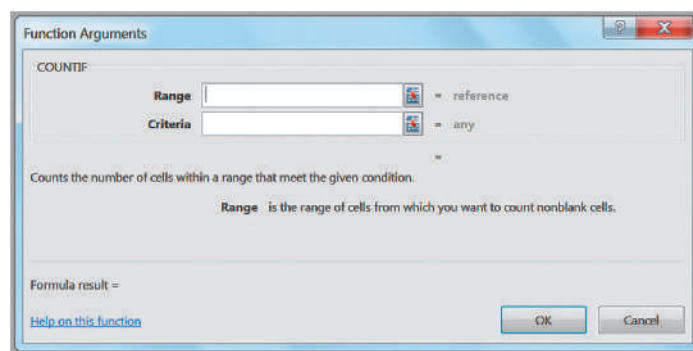 Function Arguments
COUNTIF
Range = reference
Criteria = any
=
Counts the number of cells within a range that meet the given condition.
Range is the range of cells from which you want to count nonblank cells.
Formula result =
Help on this function
OK Cancel